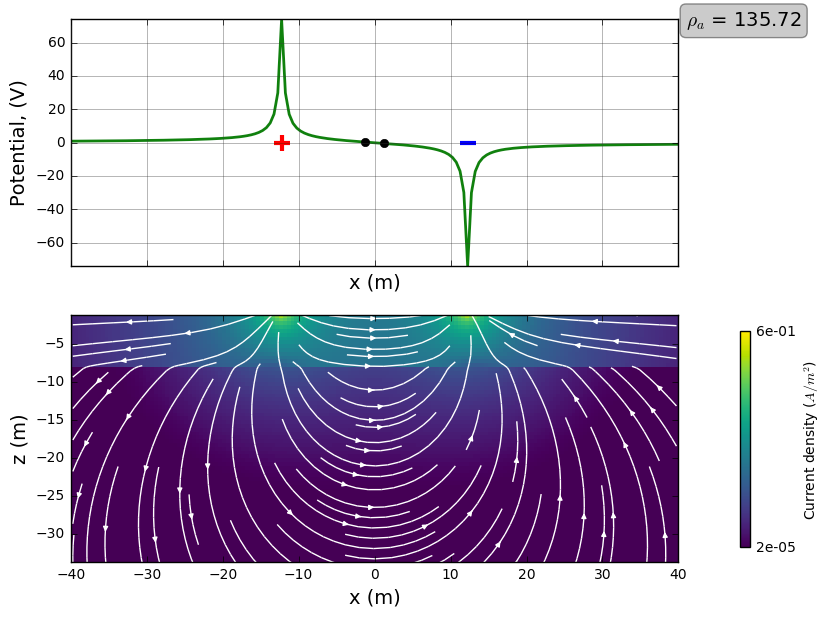 ρₐ = 135.72
Potential, (V)
60
40
20
0
−20
−40
−60
x (m)
z (m)
−5
−10
−15
−20
−25
−30
−40 −30 −20 −10 0 10 20 30 40
x (m)
6e-01
Current density (A/m²)
2e-05